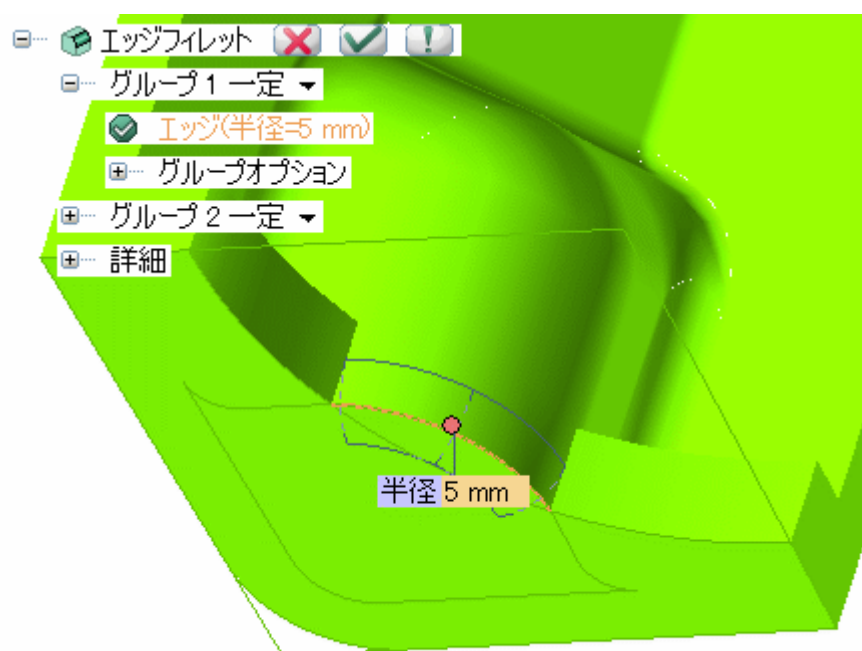 エッジフィレット
グループ1 一定
エッジ(半径=5 mm)
グループオプション
グループ2 一定
詳細
半径 5 mm